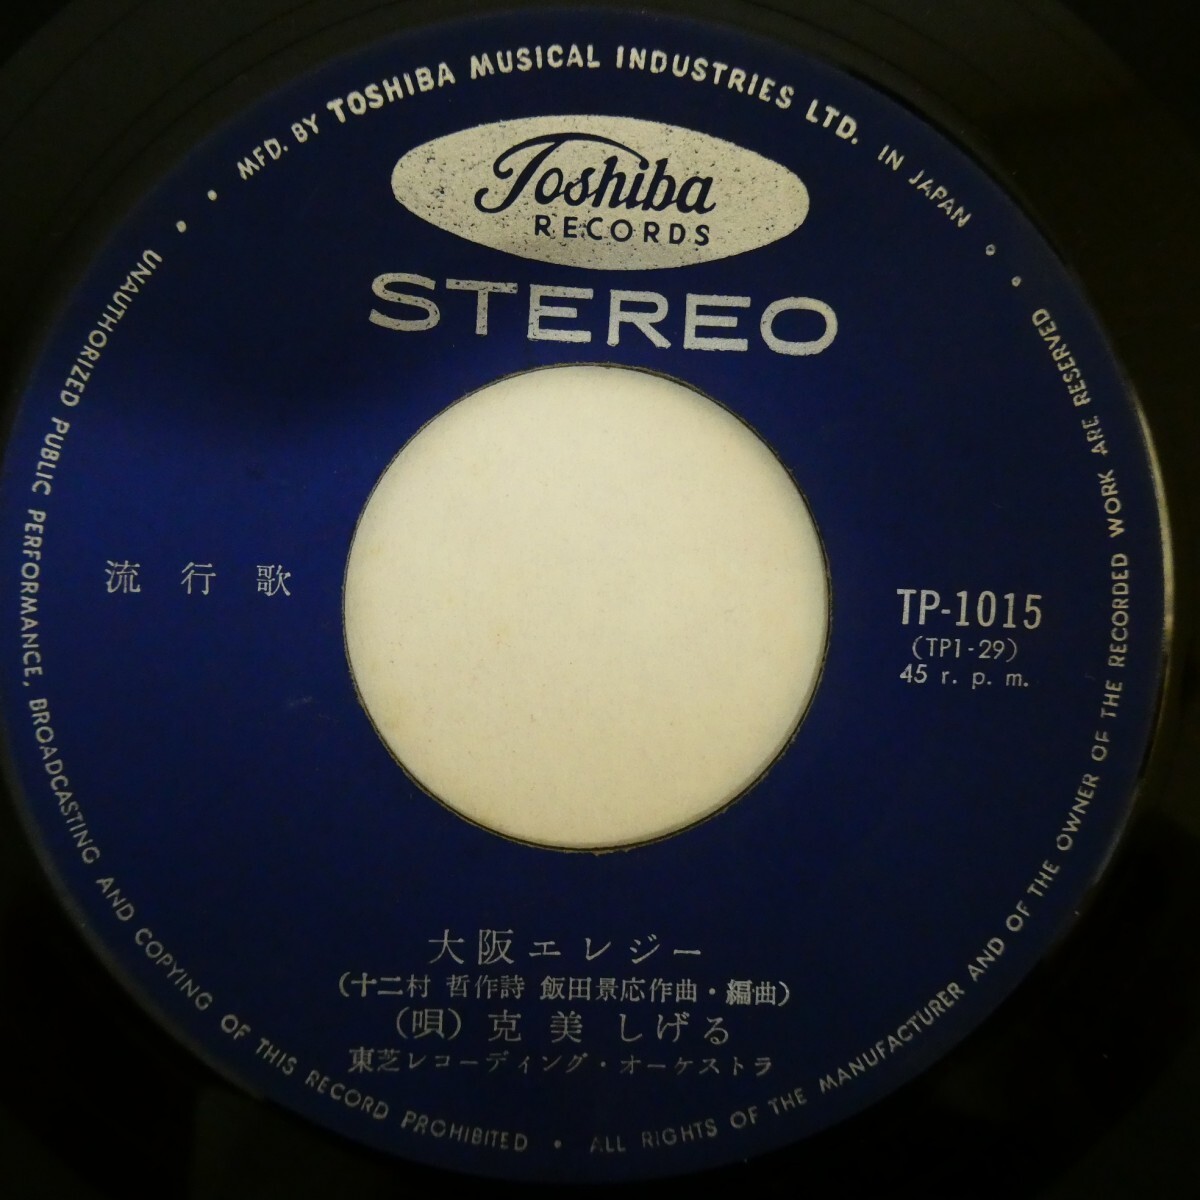 MFD. BY TOSHIBA MUSICAL INDUSTRIES LTD. IN JAPAN
Toshiba
RECORDS
STEREO
流行歌
TP-1015
(TP1-29)
45 r. p. m.
大阪エレジー
(十二村 哲作詩 飯田景応作曲・編曲)
(唄) 克美しげる
東芝レコーディング・オーケストラ
UNAUTHORIZED PUBLIC PERFORMANCE, BROADCASTING AND COPYING OF THIS RECORD PROHIBITED • ALL RIGHTS OF THE MANUFACTURER AND OF THE OWNER OF THE RECORDED WORK ARE RESERVED